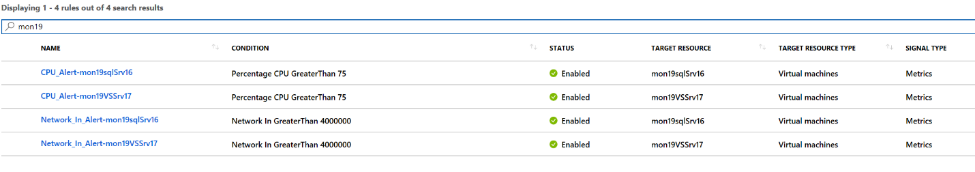 Displaying 1 - 4 rules out of 4 search results
mon19
NAME CONDITION STATUS TARGET RESOURCE TARGET RESOURCE TYPE SIGNAL TYPE
CPU_Alert-mon19sqlSrv16 Percentage CPU GreaterThan 75 Enabled mon19sqlSrv16 Virtual machines Metrics
CPU_Alert-mon19VSSrv17 Percentage CPU GreaterThan 75 Enabled mon19VSSrv17 Virtual machines Metrics
Network_In_Alert-mon19sqlSrv16 Network In GreaterThan 4000000 Enabled mon19sqlSrv16 Virtual machines Metrics
Network_In_Alert-mon19VSSrv17 Network In GreaterThan 4000000 Enabled mon19VSSrv17 Virtual machines Metrics